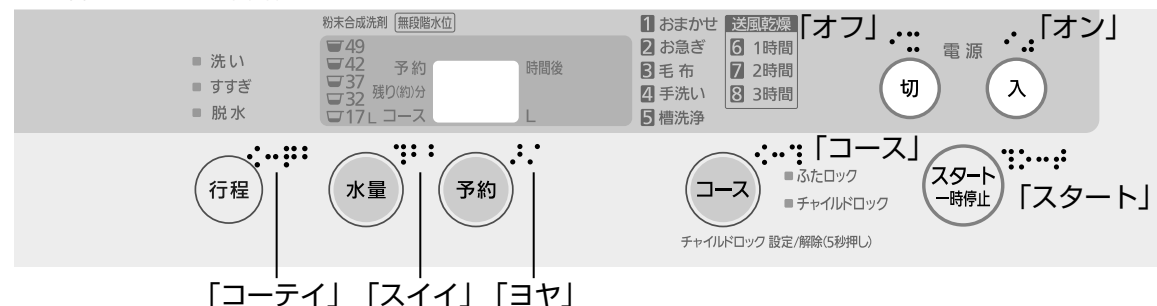 粉末合成洗剤 無段階水位
49
42
37
32
17L
予約 時間後
残り(約)分
コース L
洗い
すすぎ
脱水
1 おまかせ
2 お急ぎ
3 毛布
4 手洗い
5 槽洗浄
送風乾燥
6 1時間
7 2時間
8 3時間
「オフ」 電源 「オン」
切 入
行程
水量
予約
コース
「コース」
ふたロック
チャイルドロック
スタート
一時停止
「スタート」
チャイルドロック 設定/解除(5秒押し)
「コーテイ」 「スイイ」 「ヨヤ」